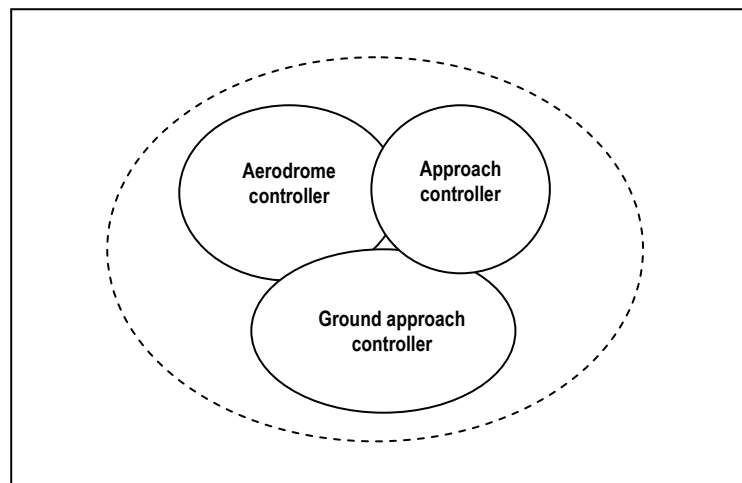 Aerodrome
controller
Approach
controller
Ground approach
controller